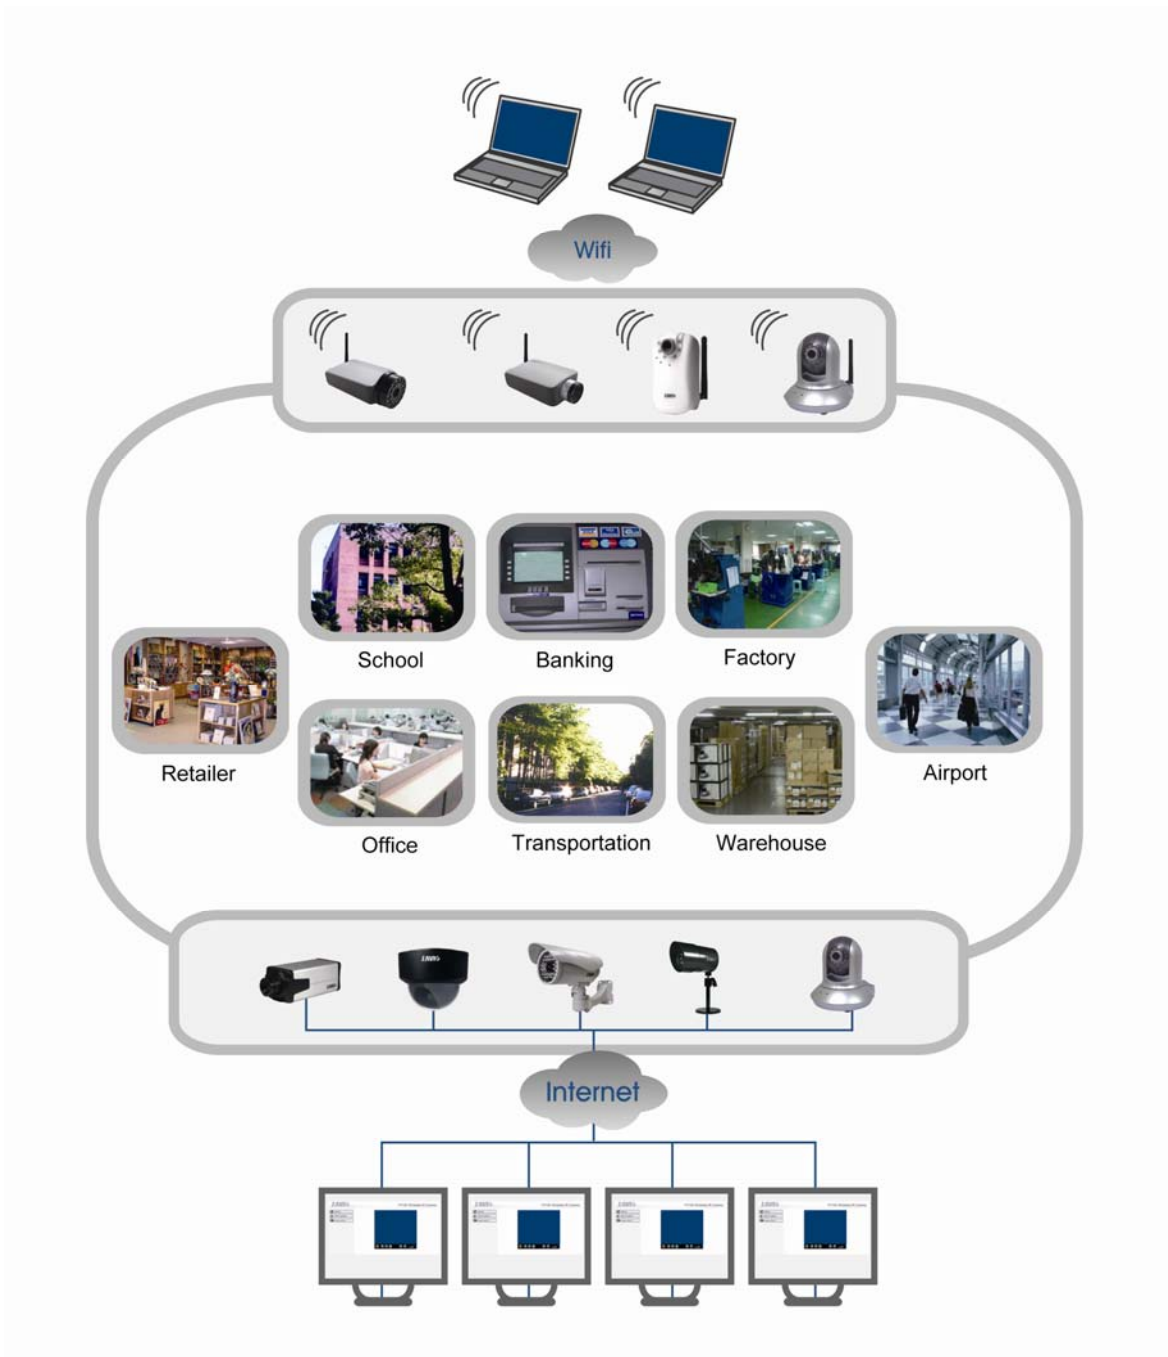 Wifi
School
Banking
Factory
Retailer
Airport
Office
Transportation
Warehouse
Internet